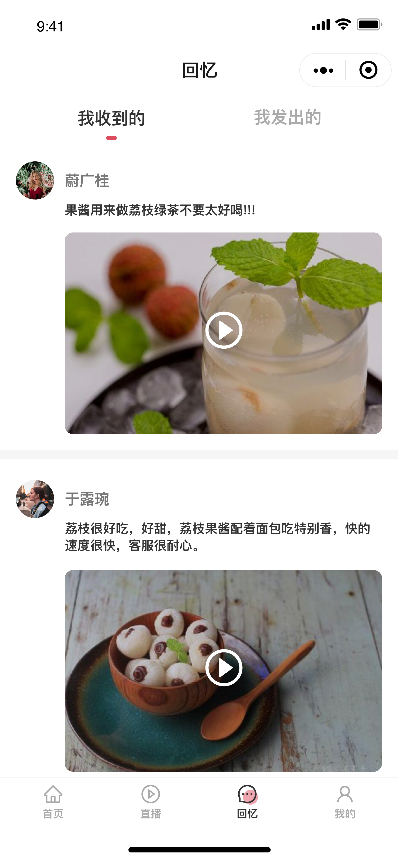 9:41
回忆
我收到的
我发出的
蔚广桂
果酱用来做荔枝绿茶不要太好喝!!!
于露琬
荔枝很好吃，好甜，荔枝果酱配着面包吃特别香，快的
速度很快，客服很耐心。
首页
直播
回忆
我的